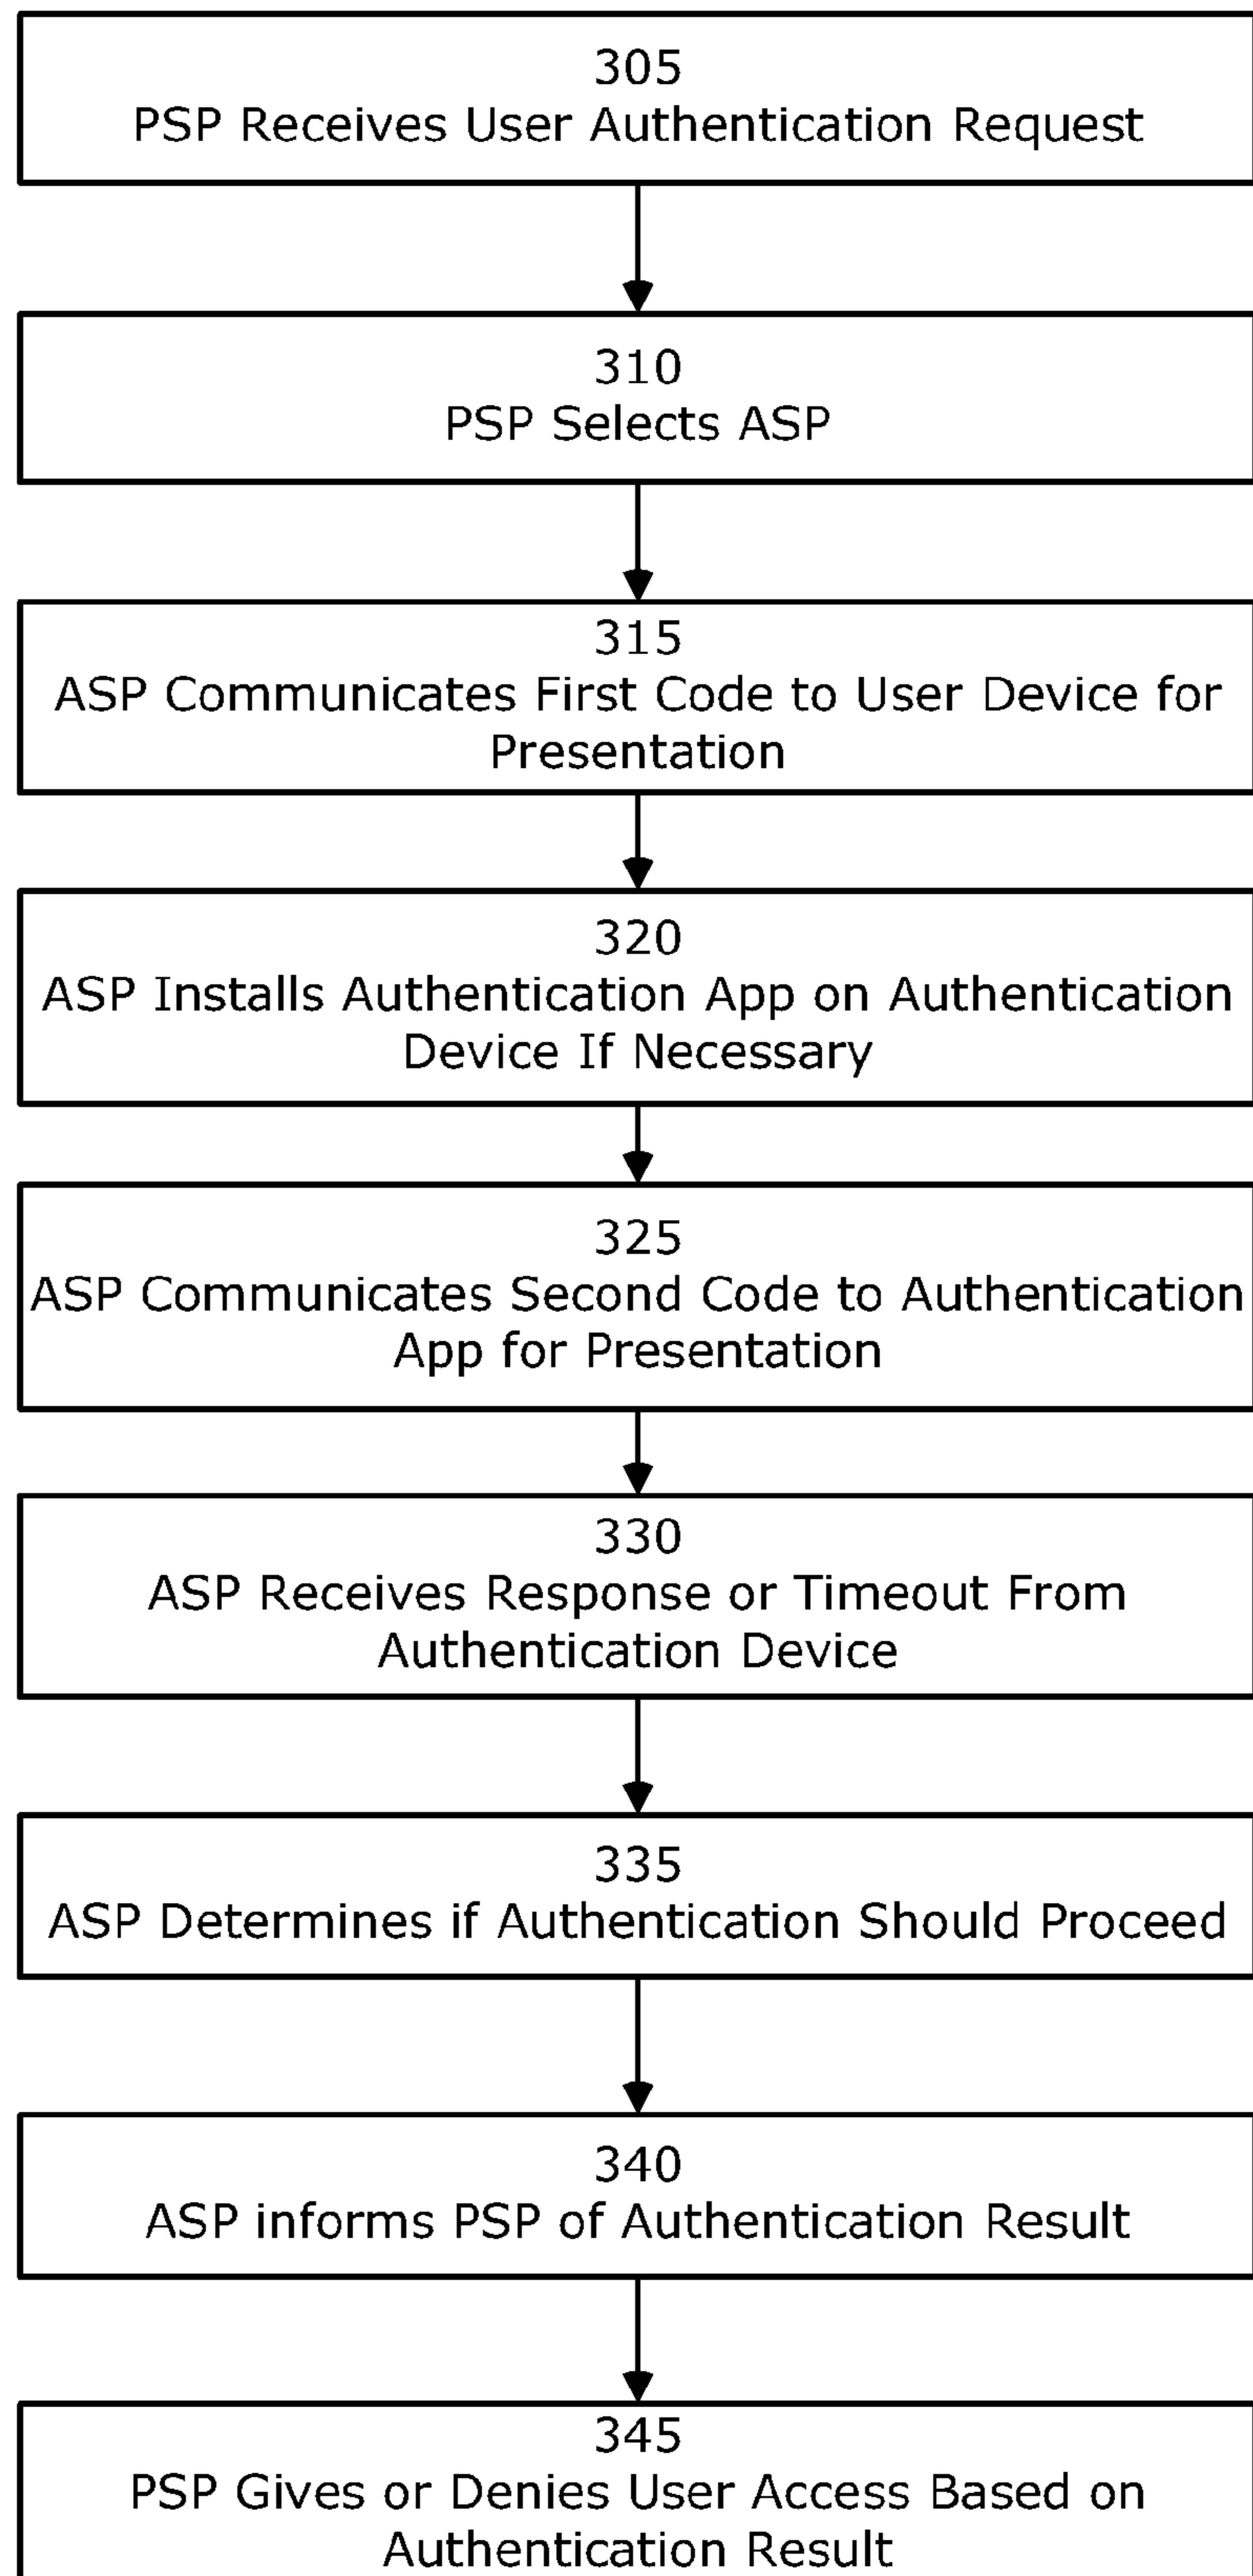 305
PSP Receives User Authentication Request
310
PSP Selects ASP
315
ASP Communicates First Code to User Device for
Presentation
320
ASP Installs Authentication App on Authentication
Device If Necessary
325
ASP Communicates Second Code to Authentication
App for Presentation
330
ASP Receives Response or Timeout From
Authentication Device
335
ASP Determines if Authentication Should Proceed
340
ASP informs PSP of Authentication Result
345
PSP Gives or Denies User Access Based on
Authentication Result